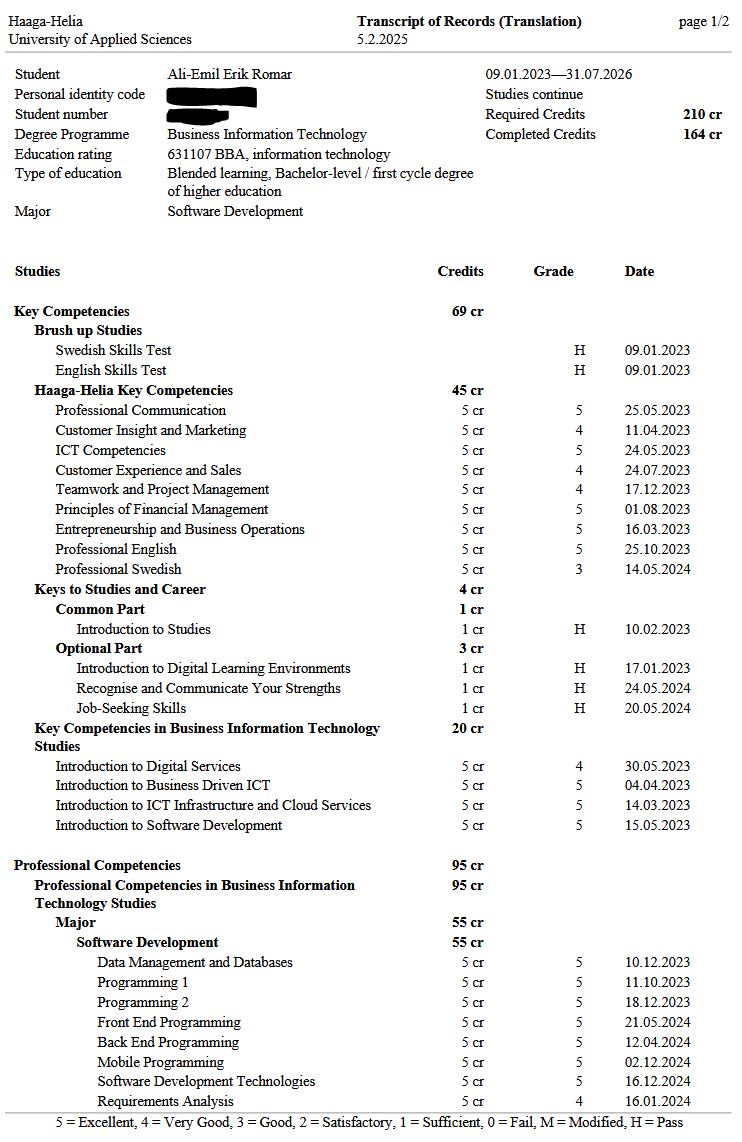 Haaga-Helia Transcript of Records (Translation) page 1/2
University of Applied Sciences 5.2.2025
Student Ali-Emil Erik Romar 09.01.2023—31.07.2026
Personal identity code Studies continue
Student number Required Credits 210 cr
Degree Programme Business Information Technology Completed Credits 164 cr
Education rating 631107 BBA, information technology
Type of education Blended learning, Bachelor-level / first cycle degree
of higher education
Major Software Development
Studies Credits Grade Date
Key Competencies 69 cr
Brush up Studies
Swedish Skills Test H 09.01.2023
English Skills Test H 09.01.2023
Haaga-Helia Key Competencies 45 cr
Professional Communication 5 cr 5 25.05.2023
Customer Insight and Marketing 5 cr 4 11.04.2023
ICT Competencies 5 cr 5 24.05.2023
Customer Experience and Sales 5 cr 4 24.07.2023
Teamwork and Project Management 5 cr 4 17.12.2023
Principles of Financial Management 5 cr 5 01.08.2023
Entrepreneurship and Business Operations 5 cr 5 16.03.2023
Professional English 5 cr 5 25.10.2023
Professional Swedish 5 cr 3 14.05.2024
Keys to Studies and Career 4 cr
Common Part 1 cr
Introduction to Studies 1 cr H 10.02.2023
Optional Part 3 cr
Introduction to Digital Learning Environments 1 cr H 17.01.2023
Recognise and Communicate Your Strengths 1 cr H 24.05.2024
Job-Seeking Skills 1 cr H 20.05.2024
Key Competencies in Business Information Technology 20 cr
Studies
Introduction to Digital Services 5 cr 4 30.05.2023
Introduction to Business Driven ICT 5 cr 5 04.04.2023
Introduction to ICT Infrastructure and Cloud Services 5 cr 5 14.03.2023
Introduction to Software Development 5 cr 5 15.05.2023
Professional Competencies 95 cr
Professional Competencies in Business Information 95 cr
Technology Studies
Major 55 cr
Software Development 55 cr
Data Management and Databases 5 cr 5 10.12.2023
Programming 1 5 cr 5 11.10.2023
Programming 2 5 cr 5 18.12.2023
Front End Programming 5 cr 5 21.05.2024
Back End Programming 5 cr 5 12.04.2024
Mobile Programming 5 cr 5 02.12.2024
Software Development Technologies 5 cr 5 16.12.2024
Requirements Analysis 5 cr 4 16.01.2024
5 = Excellent, 4 = Very Good, 3 = Good, 2 = Satisfactory, 1 = Sufficient, 0 = Fail, M = Modified, H = Pass